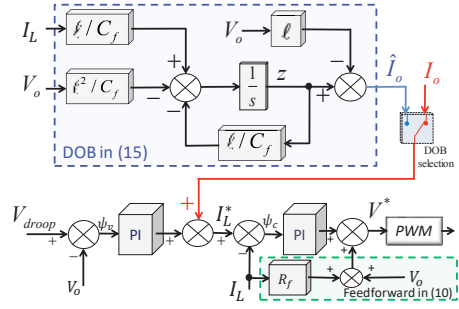 I_L ℓ/C_f V_o ℓ
+ − Î_o I_o
V_o ℓ²/C_f − 1/s z +
−
ℓ/C_f
DOB in (15)
DOB
selection
+
V_droop ψ_v PI I_L^* ψ_c PI V^* PWM
+ − + + − + +
V_o I_L R_f + + + V_o
Feedforward in (10)